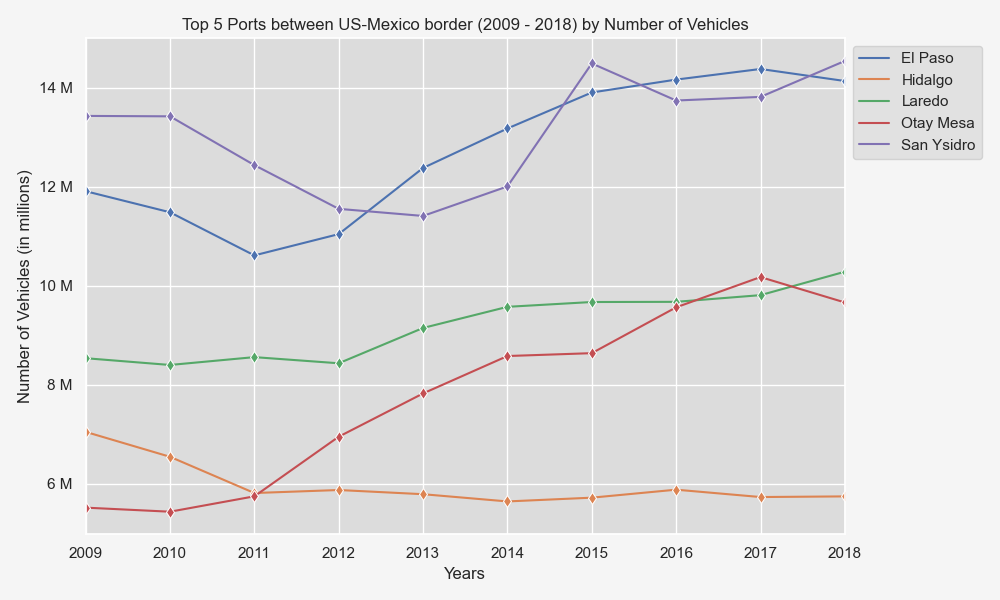 Top 5 Ports between US-Mexico border (2009 - 2018) by Number of Vehicles
El Paso
Hidalgo
Laredo
Otay Mesa
San Ysidro
Number of Vehicles (in millions)
14 M
12 M
10 M
8 M
6 M
2009 2010 2011 2012 2013 2014 2015 2016 2017 2018
Years